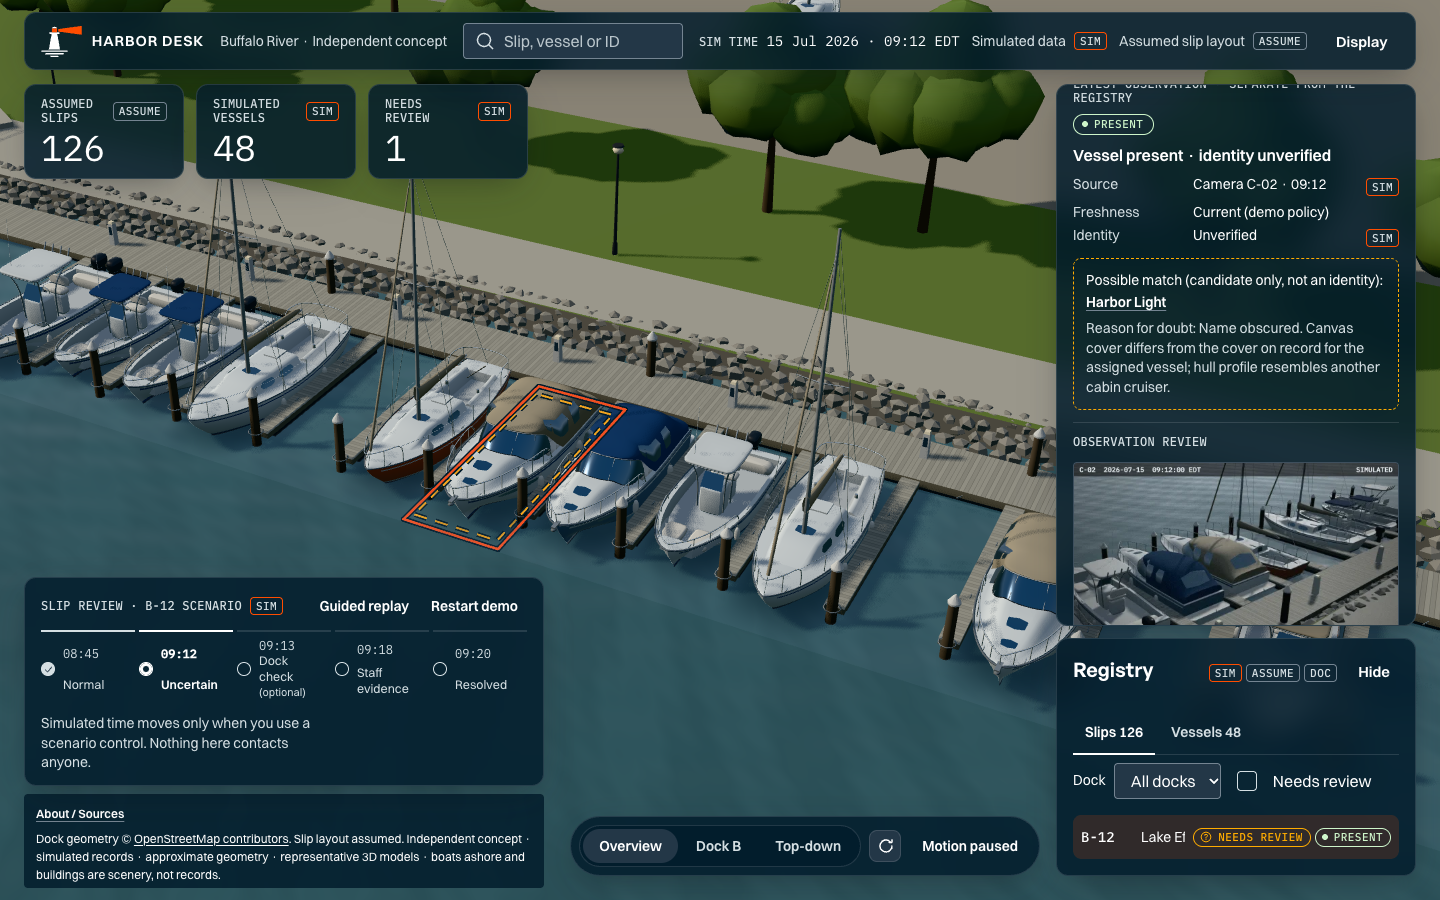 HARBOR DESK
Buffalo River · Independent concept
Slip, vessel or ID
SIM TIME 15 Jul 2026 · 09:12 EDT
Simulated data SIM
Assumed slip layout ASSUME
Display
ASSUMED SLIPS ASSUME
126
SIMULATED VESSELS SIM
48
NEEDS REVIEW SIM
1
LATEST OBSERVATION SEPARATE FROM THE
REGISTRY
PRESENT
Vessel present · identity unverified
Source Camera C-02 · 09:12 SIM
Freshness Current (demo policy)
Identity Unverified SIM
Possible match (candidate only, not an identity):
Harbor Light
Reason for doubt: Name obscured. Canvas
cover differs from the cover on record for the
assigned vessel; hull profile resembles another
cabin cruiser.
OBSERVATION REVIEW
C-02 2026-07-15 09:12:00 EDT SIMULATED
SLIP REVIEW · B-12 SCENARIO SIM
Guided replay
Restart demo
08:45
Normal
09:12
Uncertain
09:13
Dock
check
(optional)
09:18
Staff
evidence
09:20
Resolved
Simulated time moves only when you use a
scenario control. Nothing here contacts
anyone.
About / Sources
Dock geometry © OpenStreetMap contributors. Slip layout assumed. Independent concept ·
simulated records · approximate geometry · representative 3D models · boats ashore and
buildings are scenery, not records.
Overview
Dock B
Top-down
Motion paused
Registry SIM ASSUME DOC Hide
Slips 126 Vessels 48
Dock All docks Needs review
B-12 Lake Ef NEEDS REVIEW PRESENT